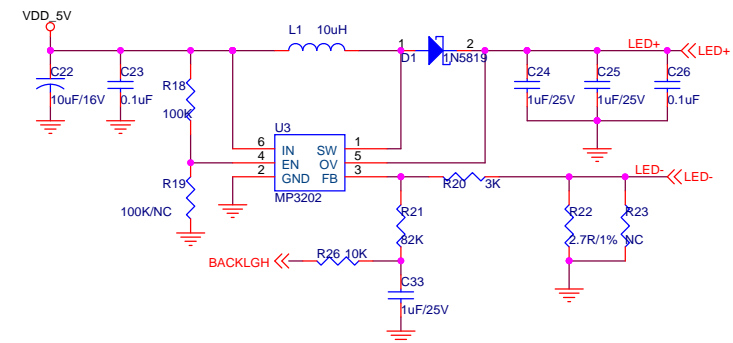 VDD_5V
L1 10uH
1 2
D1 1N5819
LED+ LED+
C22 C23 C24 C25 C26
10uF/16V 0.1uF 1uF/25V 1uF/25V 0.1uF
R18
100K
U3
6 IN SW 1
4 EN OV 5
2 GND FB 3
MP3202
R19
100K/NC
R20 3K
LED- LED-
R21
82K
R22 R23
2.7R/1% NC
BACKLGH R26 10K
C33
1uF/25V